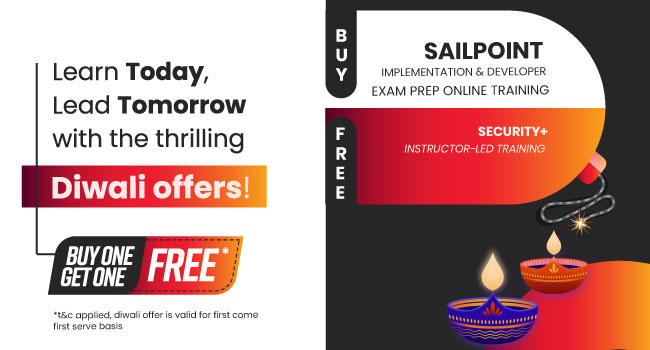 Learn Today,
Lead Tomorrow
with the thrilling
Diwali offers!
BUY ONE
GET ONE
FREE*
*t&c applied, diwali offer is valid for first come
first serve basis
BUY
SAILPOINT
IMPLEMENTATION & DEVELOPER
EXAM PREP ONLINE TRAINING
FREE
SECURITY+
INSTRUCTOR-LED TRAINING